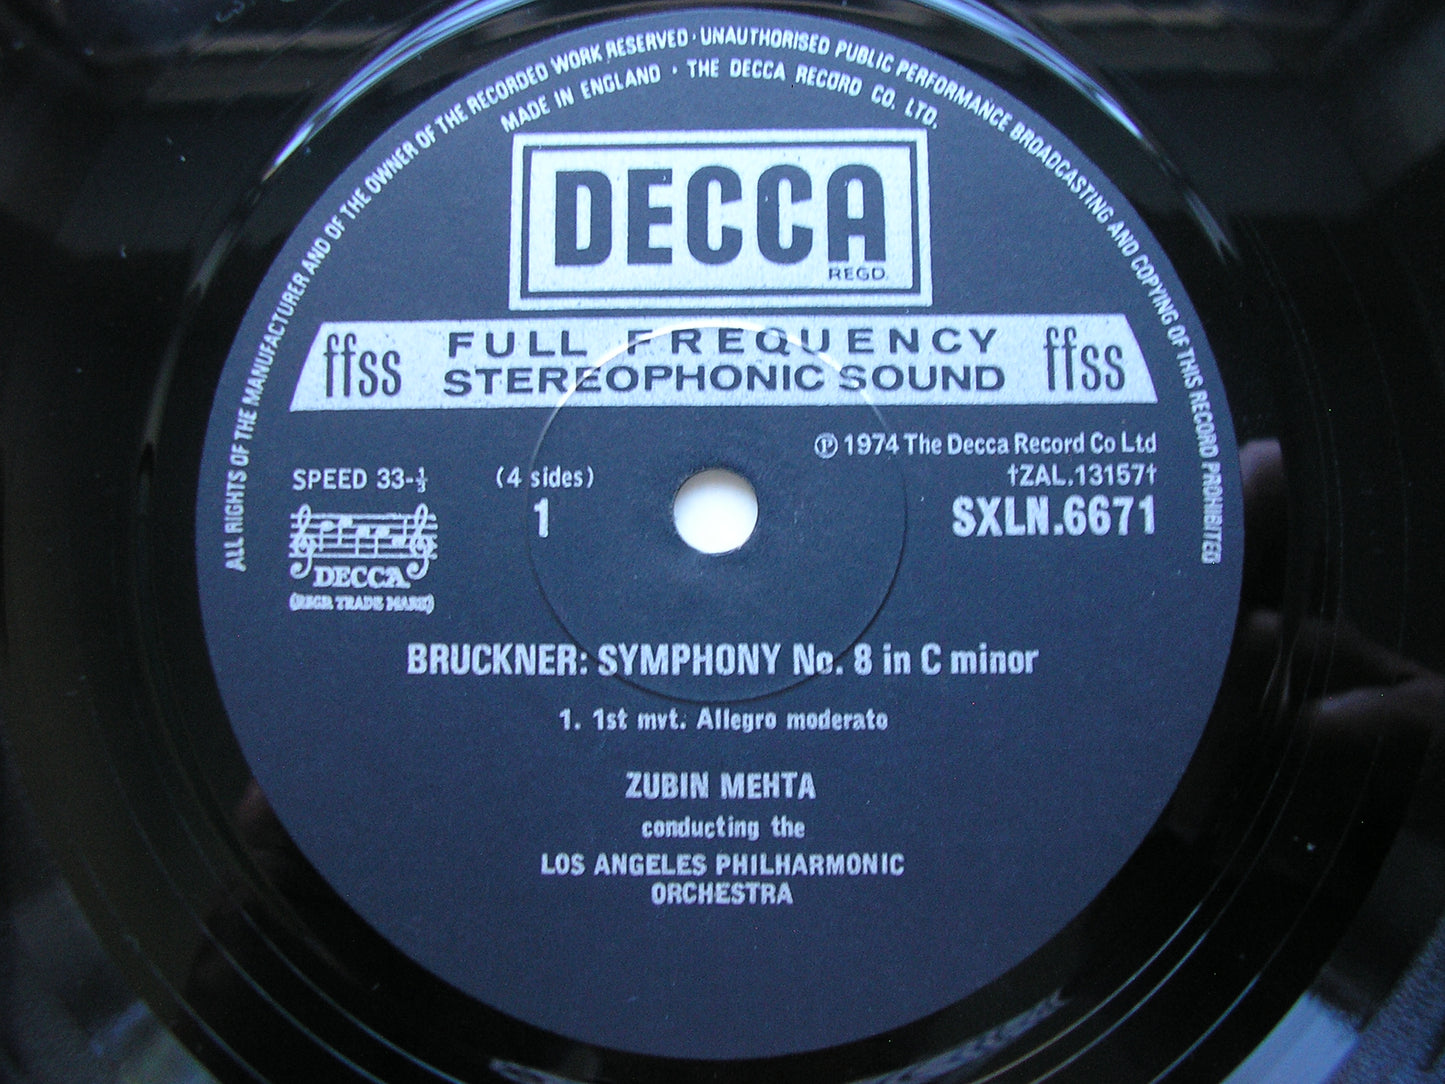 ALL RIGHTS OF THE MANUFACTURER AND OF THE OWNER OF THE RECORDED WORK RESERVED · UNAUTHORISED PUBLIC PERFORMANCE BROADCASTING AND COPYING OF THIS RECORD PROHIBITED
MADE IN ENGLAND · THE DECCA RECORD CO. LTD.
DECCA
REGD.
ffss FULL FREQUENCY ffss
STEREOPHONIC SOUND
℗ 1974 The Decca Record Co Ltd
SPEED 33-⅓ (4 sides) †ZAL.13157†
1 SXLN.6671
DECCA
(REGD. TRADE MARK)
BRUCKNER: SYMPHONY No. 8 in C minor
1. 1st mvt. Allegro moderato
ZUBIN MEHTA
conducting the
LOS ANGELES PHILHARMONIC
ORCHESTRA